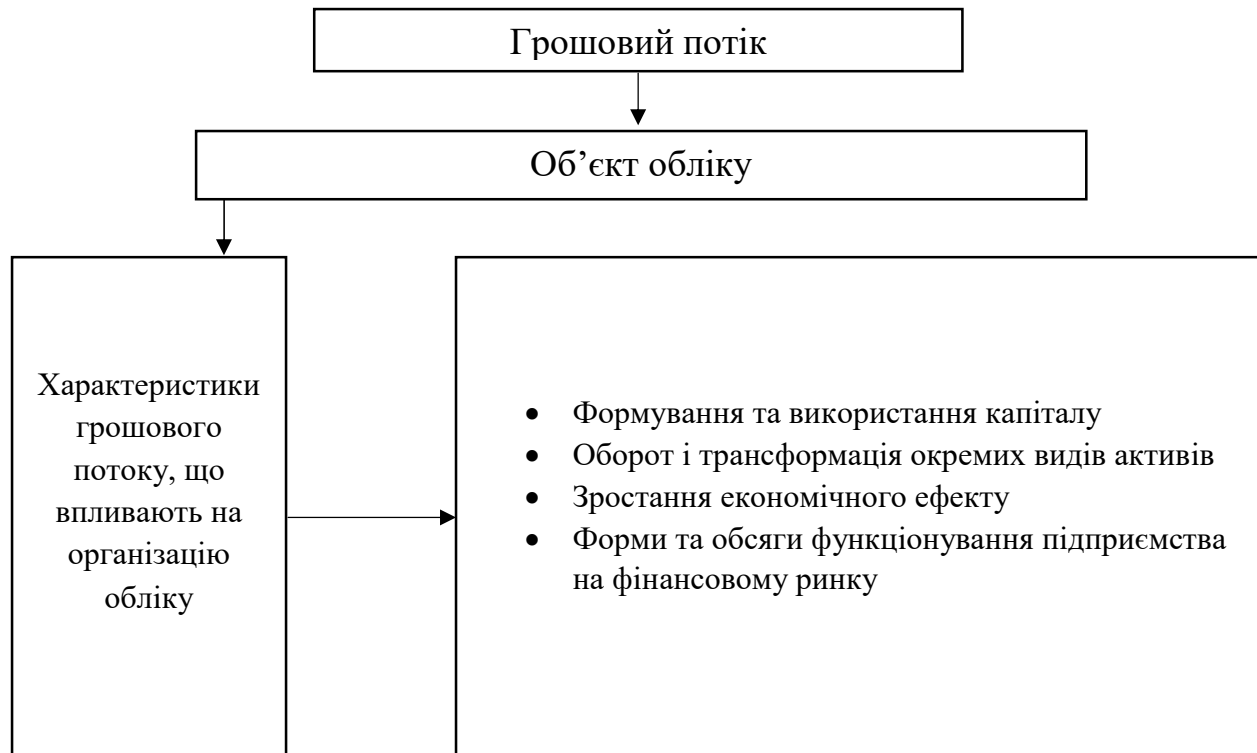 Грошовий потік
Об’єкт обліку
Характеристики
грошового
потоку, що
впливають на
організацію
обліку
• Формування та використання капіталу
• Оборот і трансформація окремих видів активів
• Зростання економічного ефекту
• Форми та обсяги функціонування підприємства
на фінансовому ринку